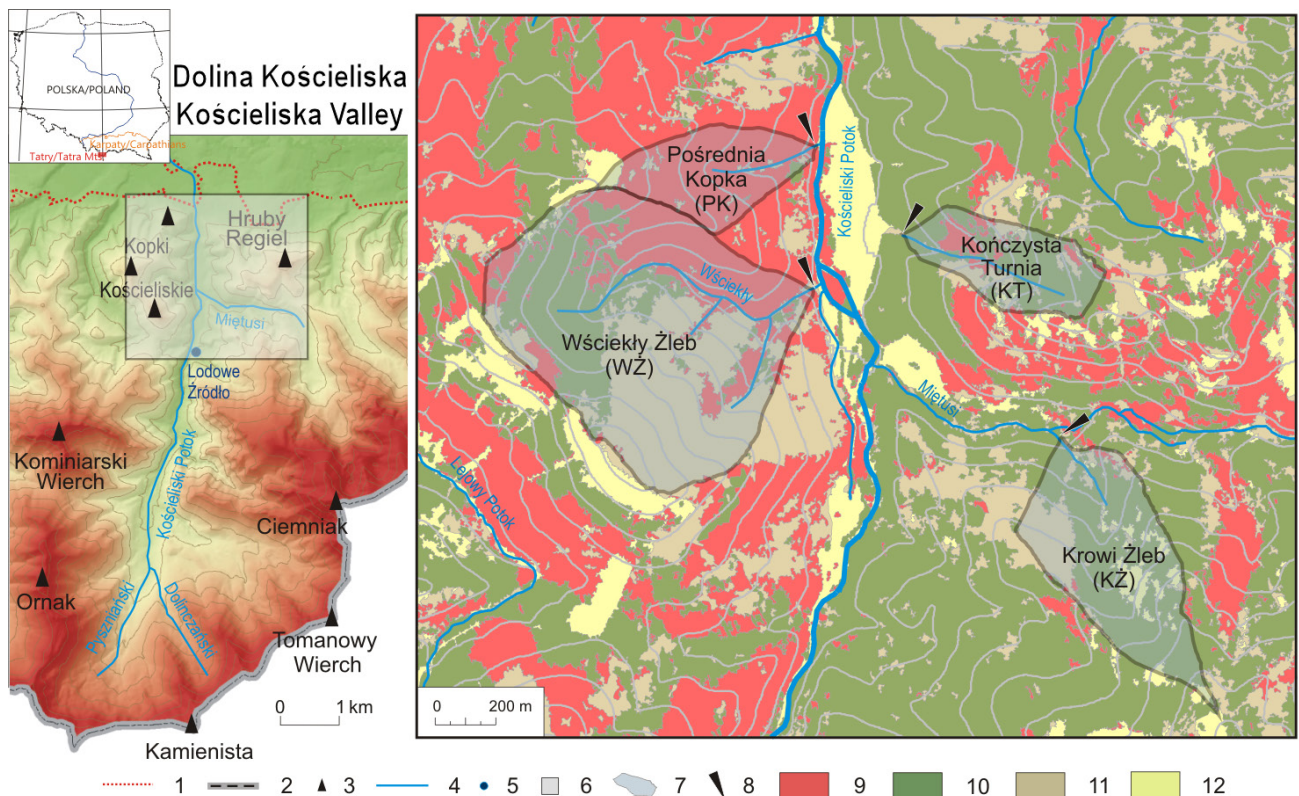 POLSKA/POLAND
Karpaty/Carpathians
Tatry/Tatra Mts
Dolina Kościeliska
Kościeliska Valley
Kopki
Kościeliskie
Hruby
Regiel
Miętusi
Lodowe
Źródło
Kościeliski Potok
Kominiarski
Wierch
Ciemniak
Ornak
Pyszniański
Dolinczański
Tomanowy
Wierch
0 1 km
Kamienista
Pośrednia
Kopka
(PK)
Kościeliski Potok
Kończysta
Turnia
(KT)
Wściekły
Wściekły Żleb
(WŻ)
Miętusi
Lejowy Potok
Krowi Żleb
(KŻ)
0 200 m
1 2 3 4 5 6 7 8 9 10 11 12